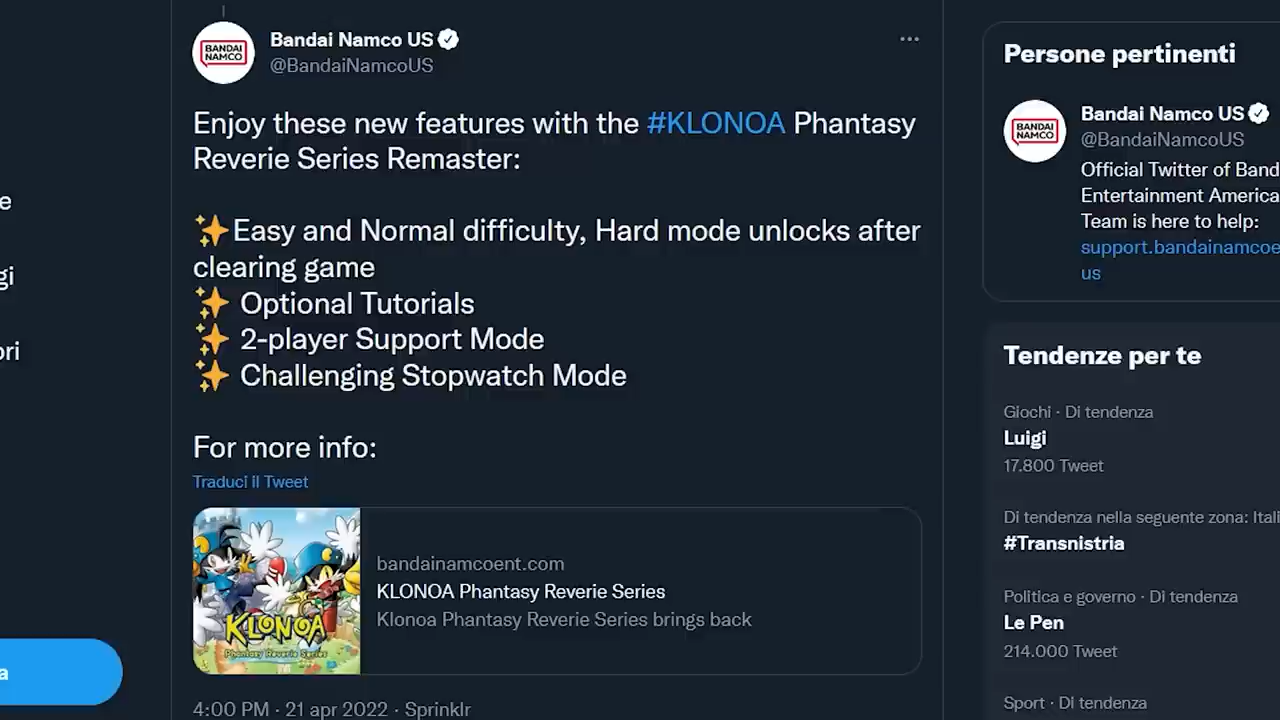 BANDAI
NAMCO
Bandai Namco US
@BandaiNamcoUS
Enjoy these new features with the #KLONOA Phantasy
Reverie Series Remaster:
✨Easy and Normal difficulty, Hard mode unlocks after
clearing game
✨ Optional Tutorials
✨ 2-player Support Mode
✨ Challenging Stopwatch Mode
For more info:
Traduci il Tweet
KLONOA
Phantasy Reverie Series
bandainamcoent.com
KLONOA Phantasy Reverie Series
Klonoa Phantasy Reverie Series brings back
4:00 PM · 21 apr 2022 · Sprinklr
e
gi
ori
a
Persone pertinenti
BANDAI
NAMCO
Bandai Namco US
@BandaiNamcoUS
Official Twitter of Band
Entertainment America
Team is here to help:
support.bandainamcoe
us
Tendenze per te
Giochi · Di tendenza
Luigi
17.800 Tweet
Di tendenza nella seguente zona: Itali
#Transnistria
Politica e governo · Di tendenza
Le Pen
214.000 Tweet
Sport · Di tendenza